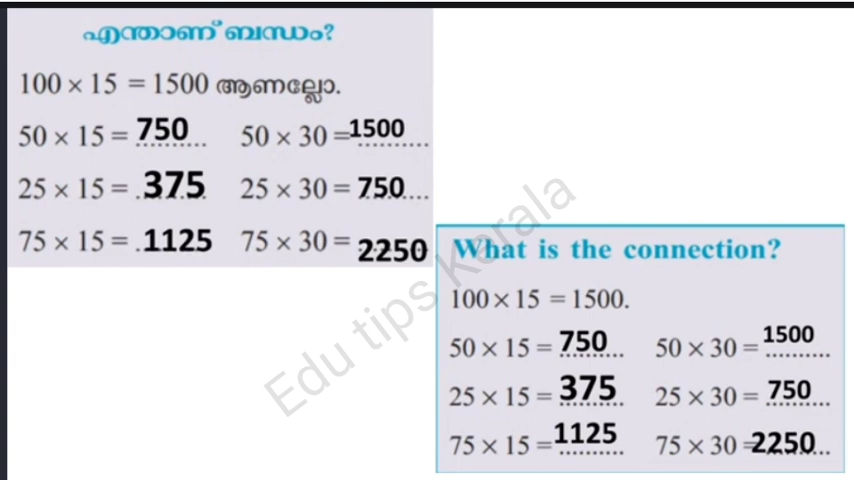 എന്താണ് ബന്ധം?
100 × 15 = 1500 ആണല്ലോ.
50 × 15 = 750 50 × 30 = 1500
25 × 15 = 375 25 × 30 = 750
75 × 15 = 1125 75 × 30 = 2250
What is the connection?
100 × 15 = 1500.
50 × 15 = 750 50 × 30 = 1500
25 × 15 = 375 25 × 30 = 750
75 × 15 = 1125 75 × 30 = 2250
Edu tips Kerala